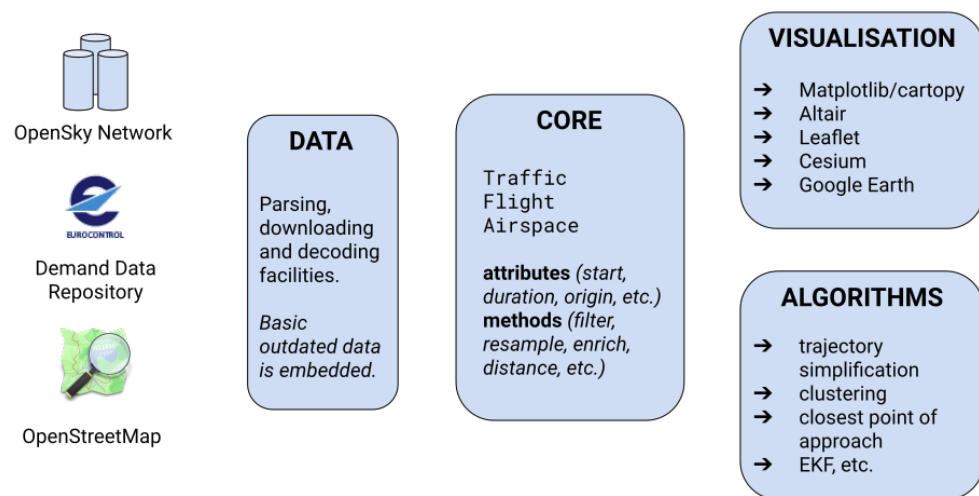 OpenSky Network
EUROCONTROL
Demand Data
Repository
OpenStreetMap
DATA
Parsing,
downloading
and decoding
facilities.
Basic
outdated data
is embedded.
CORE
Traffic
Flight
Airspace
attributes (start,
duration, origin, etc.)
methods (filter,
resample, enrich,
distance, etc.)
VISUALISATION
➔ Matplotlib/cartopy
➔ Altair
➔ Leaflet
➔ Cesium
➔ Google Earth
ALGORITHMS
➔ trajectory
simplification
➔ clustering
➔ closest point of
approach
➔ EKF, etc.